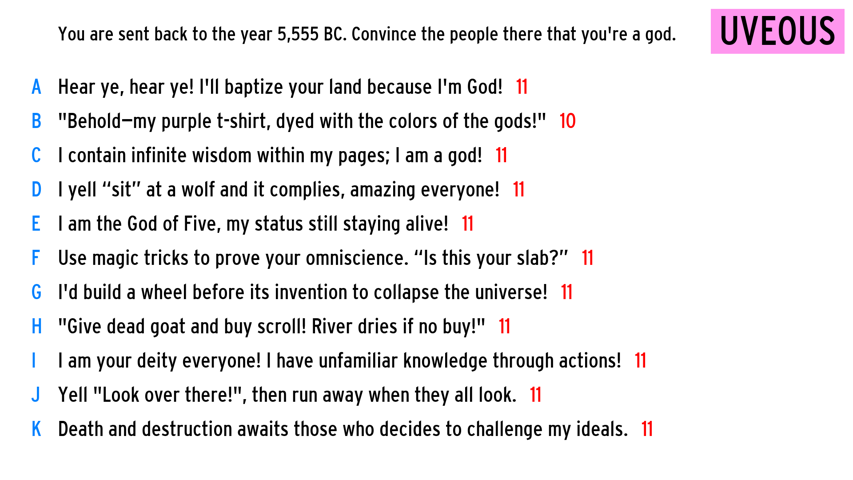 You are sent back to the year 5,555 BC. Convince the people there that you're a god.
UVEOUS
A Hear ye, hear ye! I'll baptize your land because I'm God! 11
B "Behold—my purple t-shirt, dyed with the colors of the gods!" 10
C I contain infinite wisdom within my pages; I am a god! 11
D I yell “sit” at a wolf and it complies, amazing everyone! 11
E I am the God of Five, my status still staying alive! 11
F Use magic tricks to prove your omniscience. “Is this your slab?” 11
G I'd build a wheel before its invention to collapse the universe! 11
H "Give dead goat and buy scroll! River dries if no buy!" 11
I I am your deity everyone! I have unfamiliar knowledge through actions! 11
J Yell "Look over there!", then run away when they all look. 11
K Death and destruction awaits those who decides to challenge my ideals. 11